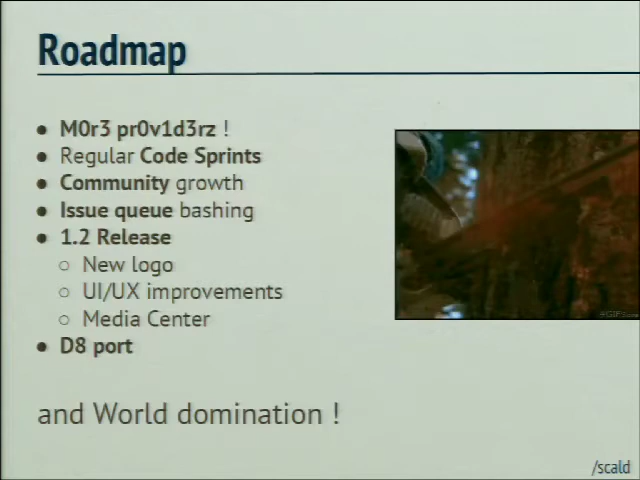 Roadmap
● M0r3 pr0v1d3rz !
● Regular Code Sprints
● Community growth
● Issue queue bashing
● 1.2 Release
○ New logo
○ UI/UX improvements
○ Media Center
● D8 port
and World domination !
/scald